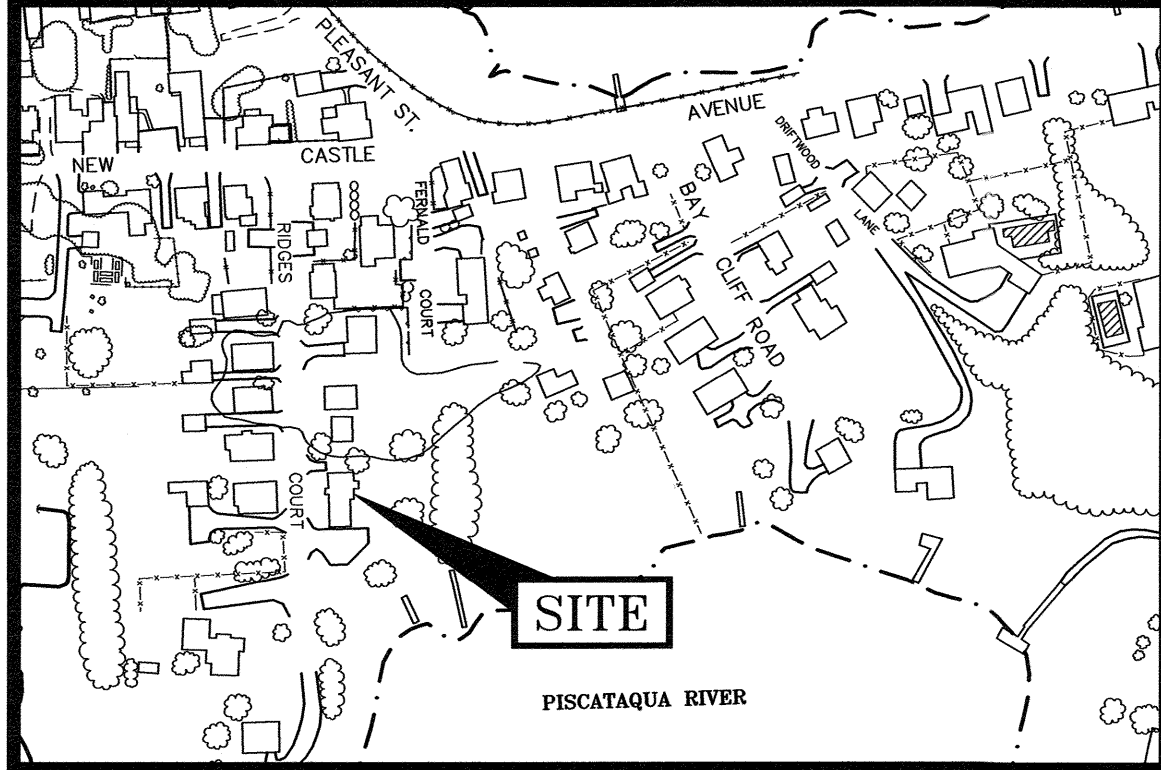 PLEASANT ST.
NEW CASTLE AVENUE
DRIFTWOOD LANE
RIDGES COURT
FERNALD COURT
BAY CLIFF ROAD
SITE
PISCATAQUA RIVER